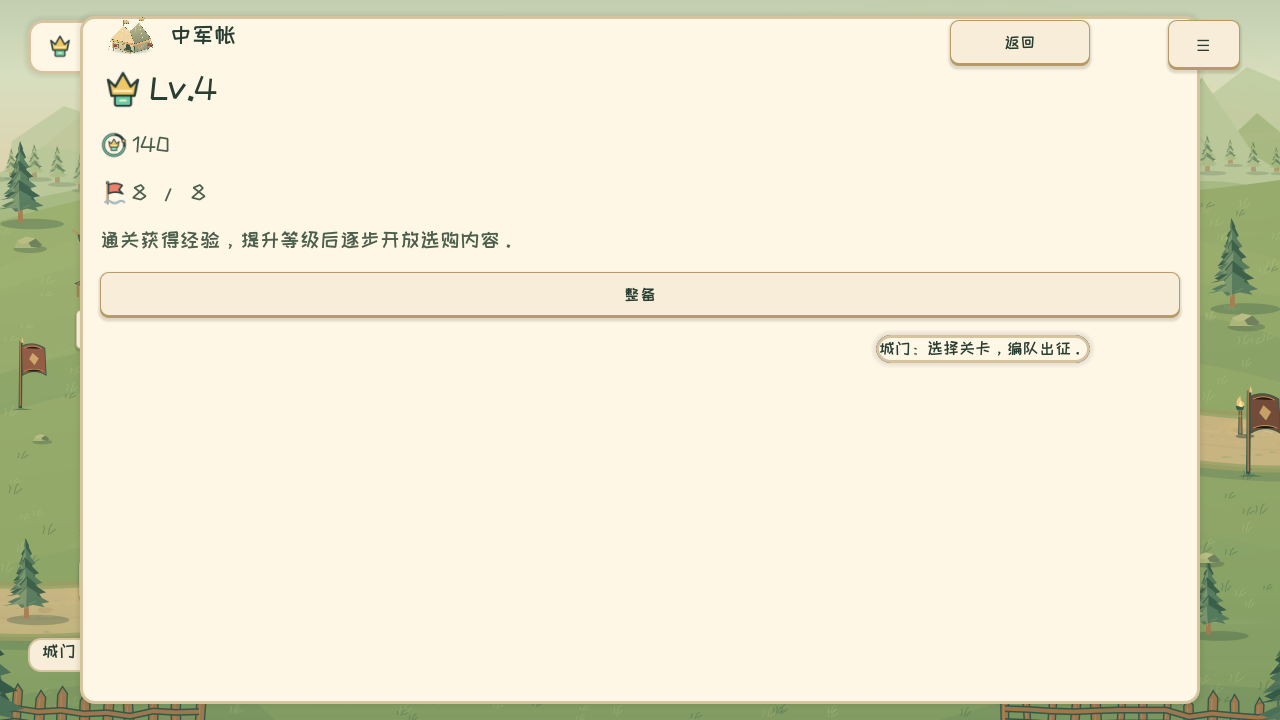 中军帐
返回
☰
Lv.4
140
8 / 8
通关获得经验，提升等级后逐步开放选购内容。
整备
城门：选择关卡，编队出征。
城门